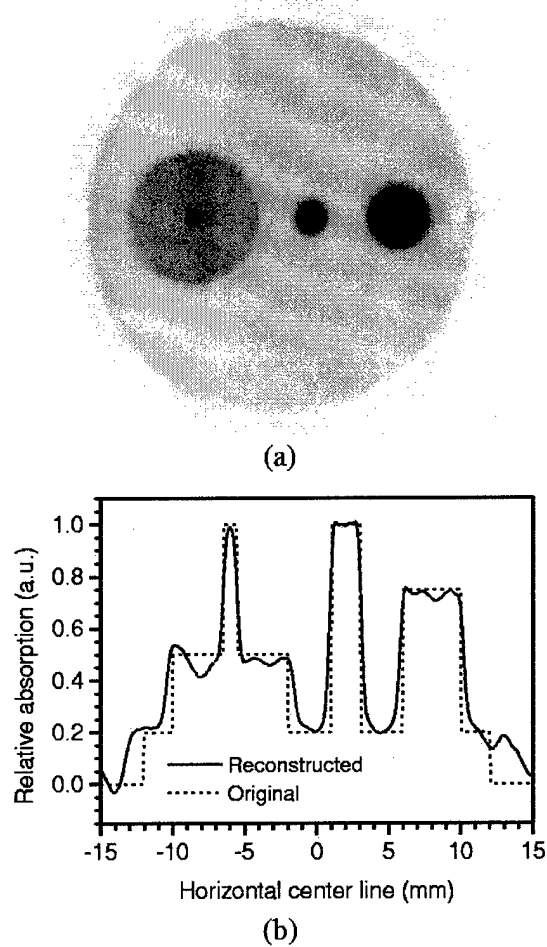 (a)
1.0
0.8
0.6
0.4
0.2
0.0
Relative absorption (a.u.)
Reconstructed
Original
-15 -10 -5 0 5 10 15
Horizontal center line (mm)
(b)